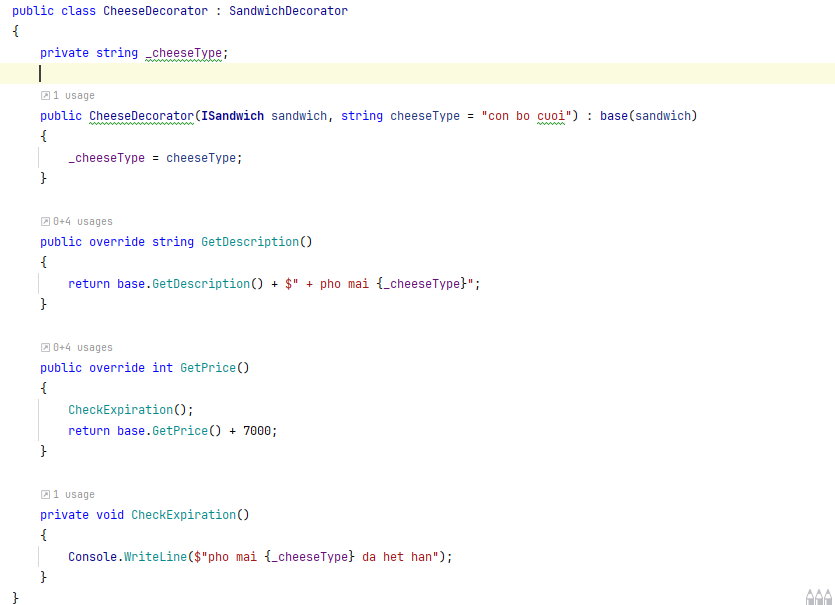 public class CheeseDecorator : SandwichDecorator
{
    private string _cheeseType;

    1 usage
    public CheeseDecorator(ISandwich sandwich, string cheeseType = "con bo cuoi") : base(sandwich)
    {
        _cheeseType = cheeseType;
    }

    0+4 usages
    public override string GetDescription()
    {
        return base.GetDescription() + $" + pho mai {_cheeseType}";
    }

    0+4 usages
    public override int GetPrice()
    {
        CheckExpiration();
        return base.GetPrice() + 7000;
    }

    1 usage
    private void CheckExpiration()
    {
        Console.WriteLine($"pho mai {_cheeseType} da het han");
    }
}